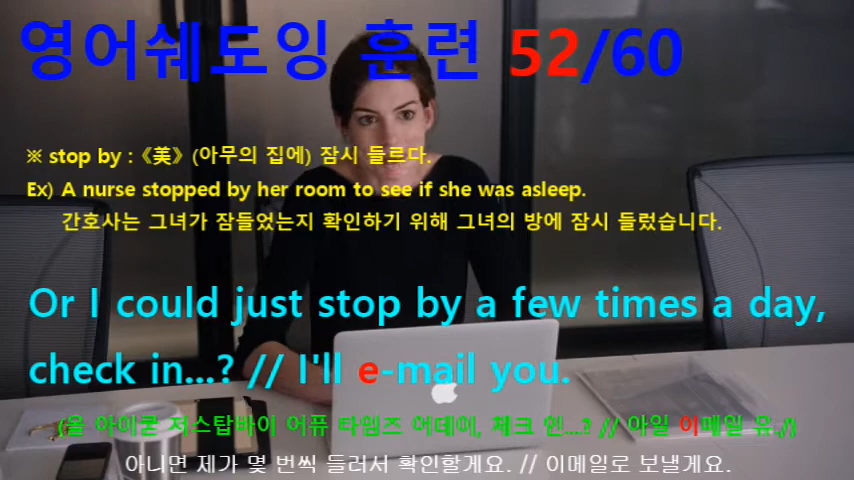 영어쉐도잉 훈련 52/60
※ stop by : 《美》 (아무의 집에) 잠시 들르다.
Ex) A nurse stopped by her room to see if she was asleep.
간호사는 그녀가 잠들었는지 확인하기 위해 그녀의 방에 잠시 들렀습니다.
Or I could just stop by a few times a day,
check in...? // I'll e-mail you.
(올 아이쿧 저스탑바이 어퓨 타임즈 어데이, 체크 인...? // 아일 이메일 유./)
아니면 제가 몇 번씩 들러서 확인할게요. // 이메일로 보낼게요.